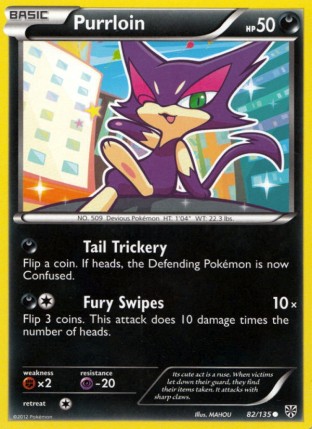 BASIC
Purrloin HP 50
NO. 509 Devious Pokémon HT. 1'04" WT. 22.3 lbs.
Tail Trickery
Flip a coin. If heads, the Defending Pokémon is now
Confused.
Fury Swipes 10×
Flip 3 coins. This attack does 10 damage times the
number of heads.
weakness resistance
×2 -20
retreat
Its cute act is a ruse. When victims
let down their guard, they find
their items taken. It attacks with
sharp claws.
©2012 Pokémon Illus. MAHOU 82/135